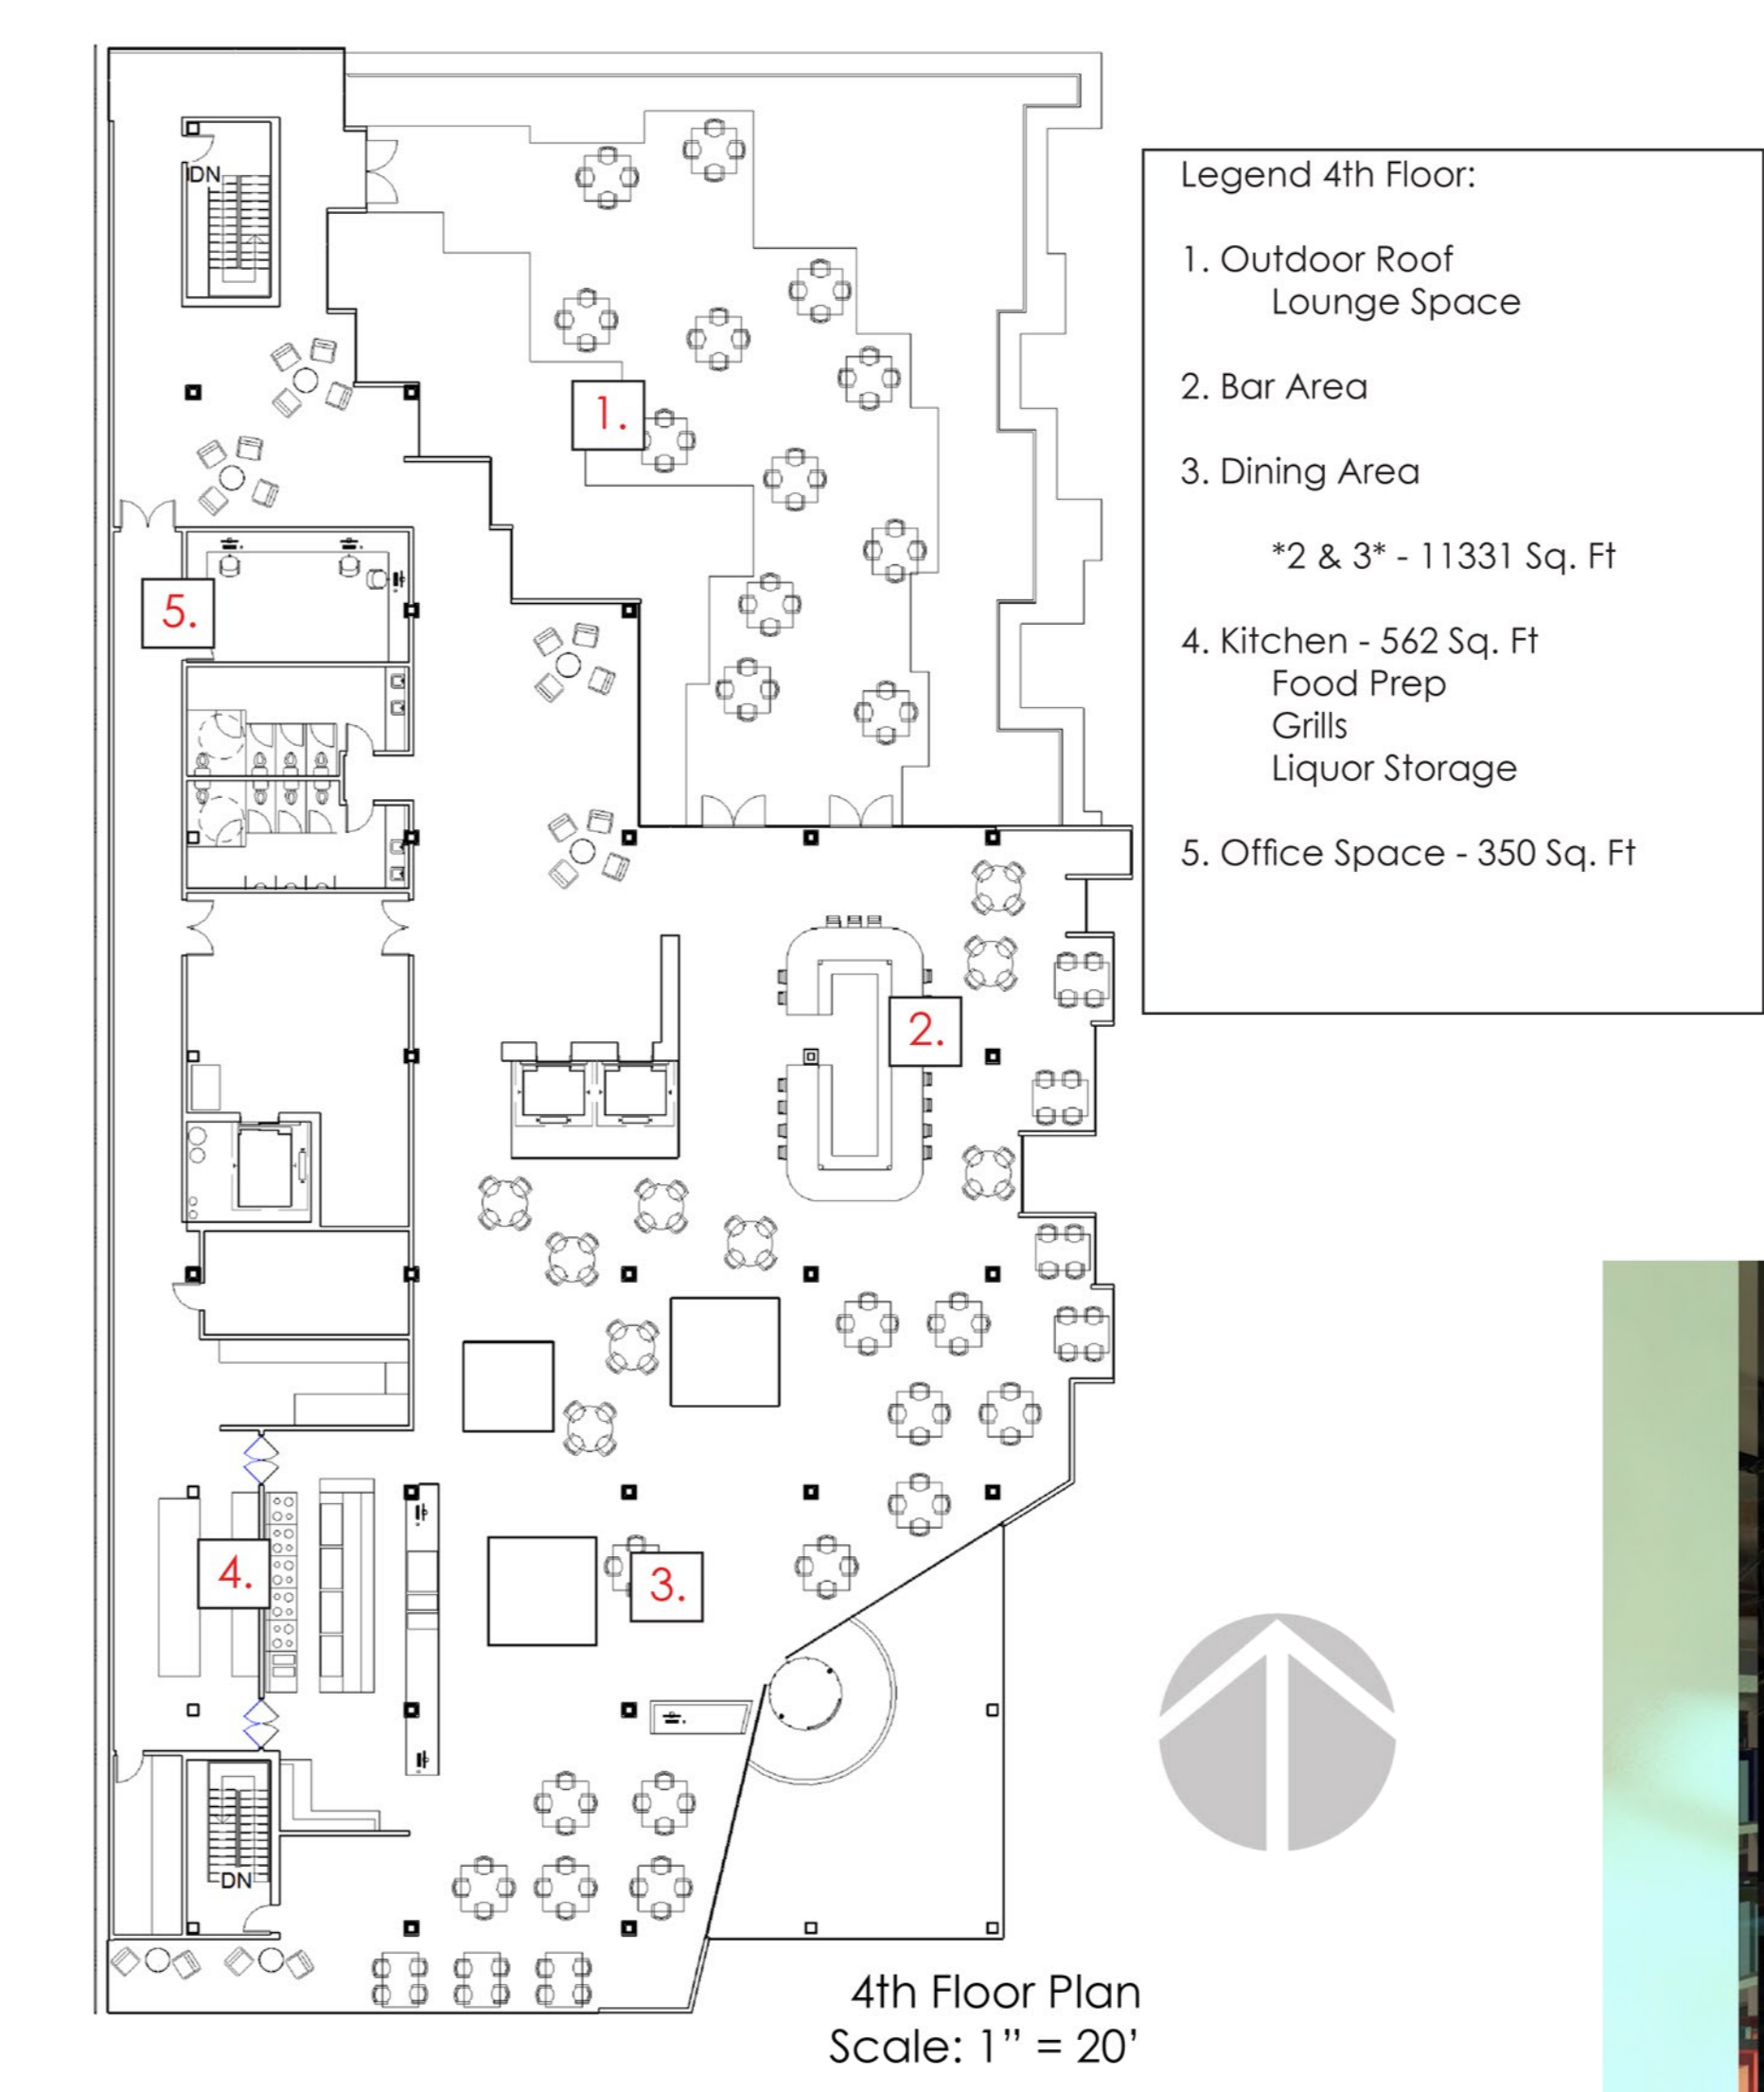 DN
1.
5.
2.
4.
3.
DN
Legend 4th Floor:
1. Outdoor Roof
Lounge Space
2. Bar Area
3. Dining Area
*2 & 3* - 11331 Sq. Ft
4. Kitchen - 562 Sq. Ft
Food Prep
Grills
Liquor Storage
5. Office Space - 350 Sq. Ft
4th Floor Plan
Scale: 1” = 20’